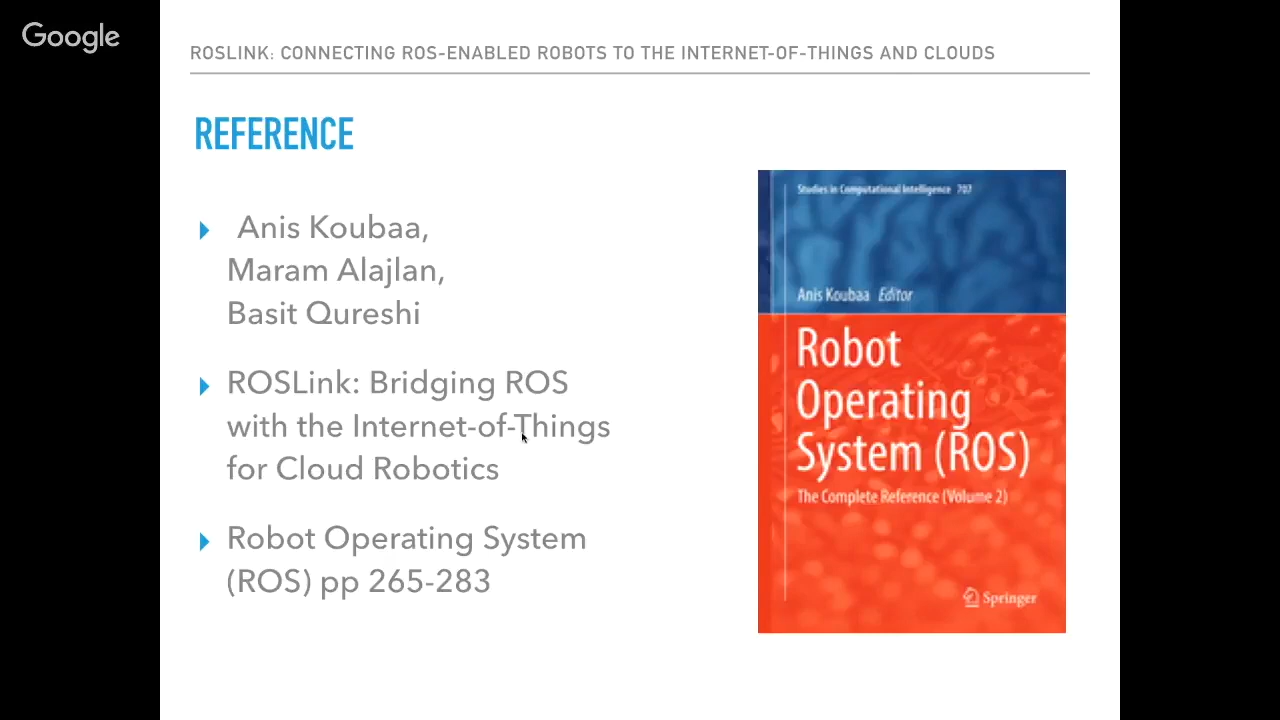 Google
ROSLINK: CONNECTING ROS-ENABLED ROBOTS TO THE INTERNET-OF-THINGS AND CLOUDS
REFERENCE
Anis Koubaa,
Maram Alajlan,
Basit Qureshi
ROSLink: Bridging ROS
with the Internet-of-Things
for Cloud Robotics
Robot Operating System
(ROS) pp 265-283
Studies in Computational Intelligence 707
Anis Koubaa Editor
Robot
Operating
System (ROS)
The Complete Reference (Volume 2)
Springer